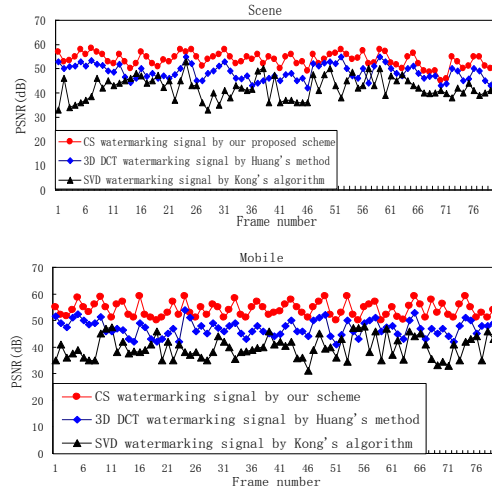 Scene
PSNR(dB)
70
60
50
40
30
20
10
0
CS watermarking signal by our proposed scheme
3D DCT watermarking signal by Huang's method
SVD watermarking signal by Kong's algorithm
1 6 11 16 21 26 31 36 41 46 51 56 61 66 71 76
Frame number
Mobile
PSNR(dB)
70
60
50
40
30
20
10
0
CS watermarking signal by our scheme
3D DCT watermarking signal by Huang's method
SVD watermarking signal by Kong's algorithm
1 6 11 16 21 26 31 36 41 46 51 56 61 66 71 76
Frame number